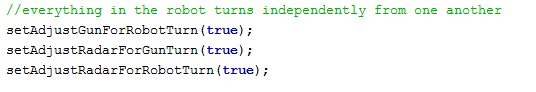 //everything in the robot turns independently from one another
setAdjustGunForRobotTurn(true);
setAdjustRadarForGunTurn(true);
setAdjustRadarForRobotTurn(true);